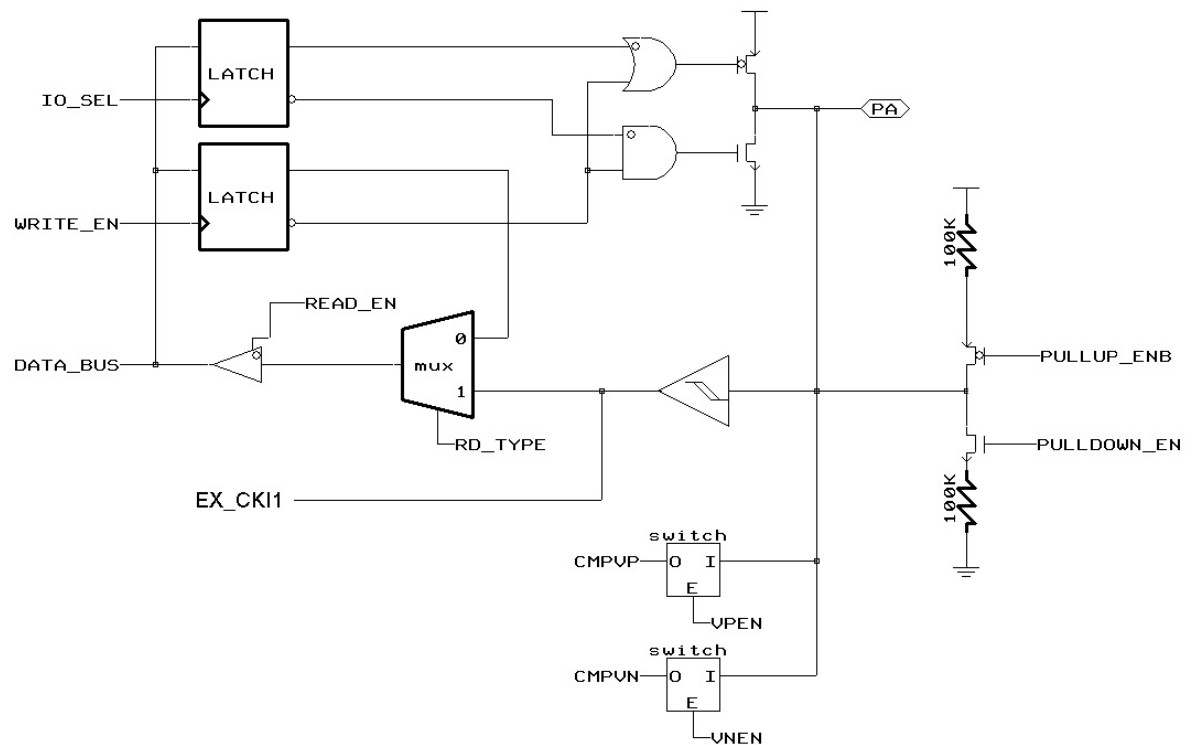 LATCH
IO_SEL
PA
LATCH
WRITE_EN
100K
READ_EN
0
DATA_BUS
mux
PULLUP_ENB
1
RD_TYPE
PULLDOWN_EN
EX_CKI1
100K
switch
CMPVP O I
E
VPEN
switch
CMPVN O I
E
VNEN